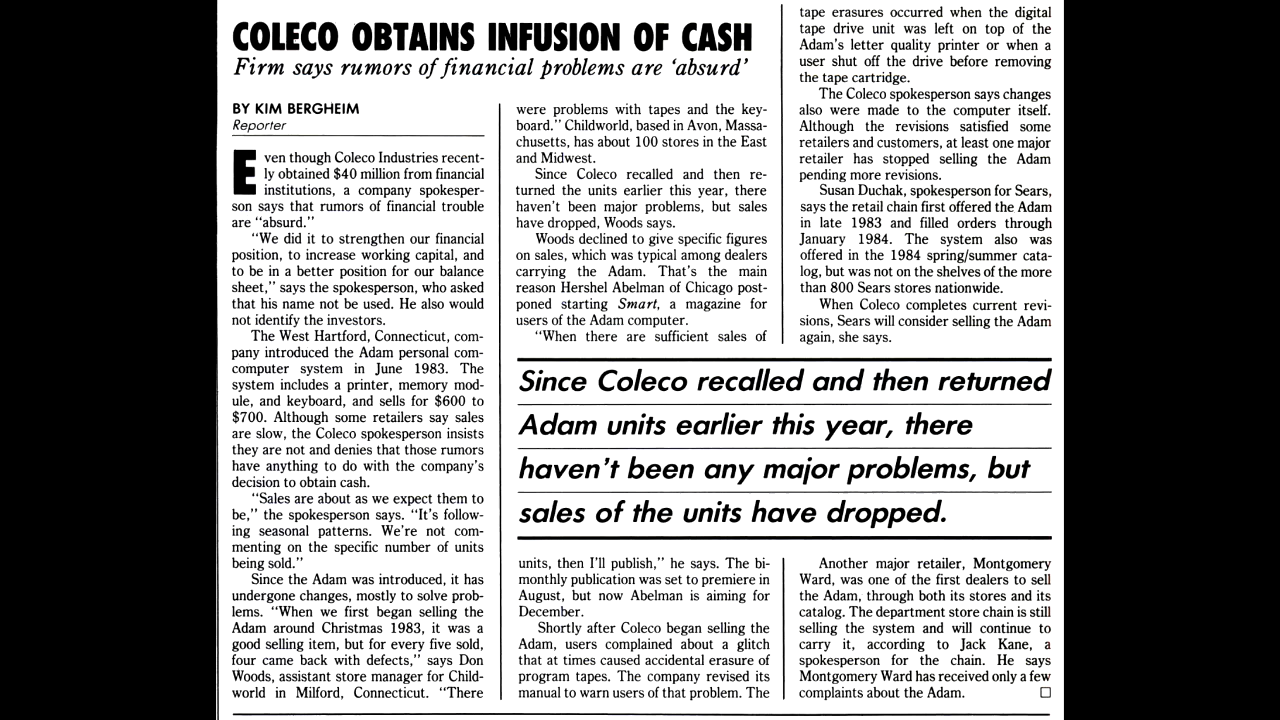 COLECO OBTAINS INFUSION OF CASH
Firm says rumors of financial problems are ‘absurd’
BY KIM BERGHEIM
Reporter
Even though Coleco Industries recent-
ly obtained $40 million from financial
institutions, a company spokesper-
son says that rumors of financial trouble
are “absurd.”
“We did it to strengthen our financial
position, to increase working capital, and
to be in a better position for our balance
sheet,” says the spokesperson, who asked
that his name not be used. He also would
not identify the investors.
The West Hartford, Connecticut, com-
pany introduced the Adam personal com-
computer system in June 1983. The
system includes a printer, memory mod-
ule, and keyboard, and sells for $600 to
$700. Although some retailers say sales
are slow, the Coleco spokesperson insists
they are not and denies that those rumors
have anything to do with the company’s
decision to obtain cash.
“Sales are about as we expect them to
be,” the spokesperson says. “It’s follow-
ing seasonal patterns. We’re not com-
menting on the specific number of units
being sold.”
Since the Adam was introduced, it has
undergone changes, mostly to solve prob-
lems. “When we first began selling the
Adam around Christmas 1983, it was a
good selling item, but for every five sold,
four came back with defects,” says Don
Woods, assistant store manager for Child-
world in Milford, Connecticut. “There
were problems with tapes and the key-
board.” Childworld, based in Avon, Massa-
chusetts, has about 100 stores in the East
and Midwest.
Since Coleco recalled and then re-
turned the units earlier this year, there
haven’t been major problems, but sales
have dropped, Woods says.
Woods declined to give specific figures
on sales, which was typical among dealers
carrying the Adam. That’s the main
reason Hershel Abelman of Chicago post-
poned starting Smart, a magazine for
users of the Adam computer.
“When there are sufficient sales of
units, then I’ll publish,” he says. The bi-
monthly publication was set to premiere in
August, but now Abelman is aiming for
December.
Shortly after Coleco began selling the
Adam, users complained about a glitch
that at times caused accidental erasure of
program tapes. The company revised its
manual to warn users of that problem. The
tape erasures occurred when the digital
tape drive unit was left on top of the
Adam’s letter quality printer or when a
user shut off the drive before removing
the tape cartridge.
The Coleco spokesperson says changes
also were made to the computer itself.
Although the revisions satisfied some
retailers and customers, at least one major
retailer has stopped selling the Adam
pending more revisions.
Susan Duchak, spokesperson for Sears,
says the retail chain first offered the Adam
in late 1983 and filled orders through
January 1984. The system also was
offered in the 1984 spring/summer cata-
log, but was not on the shelves of the more
than 800 Sears stores nationwide.
When Coleco completes current revi-
sions, Sears will consider selling the Adam
again, she says.
Since Coleco recalled and then returned
Adam units earlier this year, there
haven’t been any major problems, but
sales of the units have dropped.
Another major retailer, Montgomery
Ward, was one of the first dealers to sell
the Adam, through both its stores and its
catalog. The department store chain is still
selling the system and will continue to
carry it, according to Jack Kane, a
spokesperson for the chain. He says
Montgomery Ward has received only a few
complaints about the Adam.